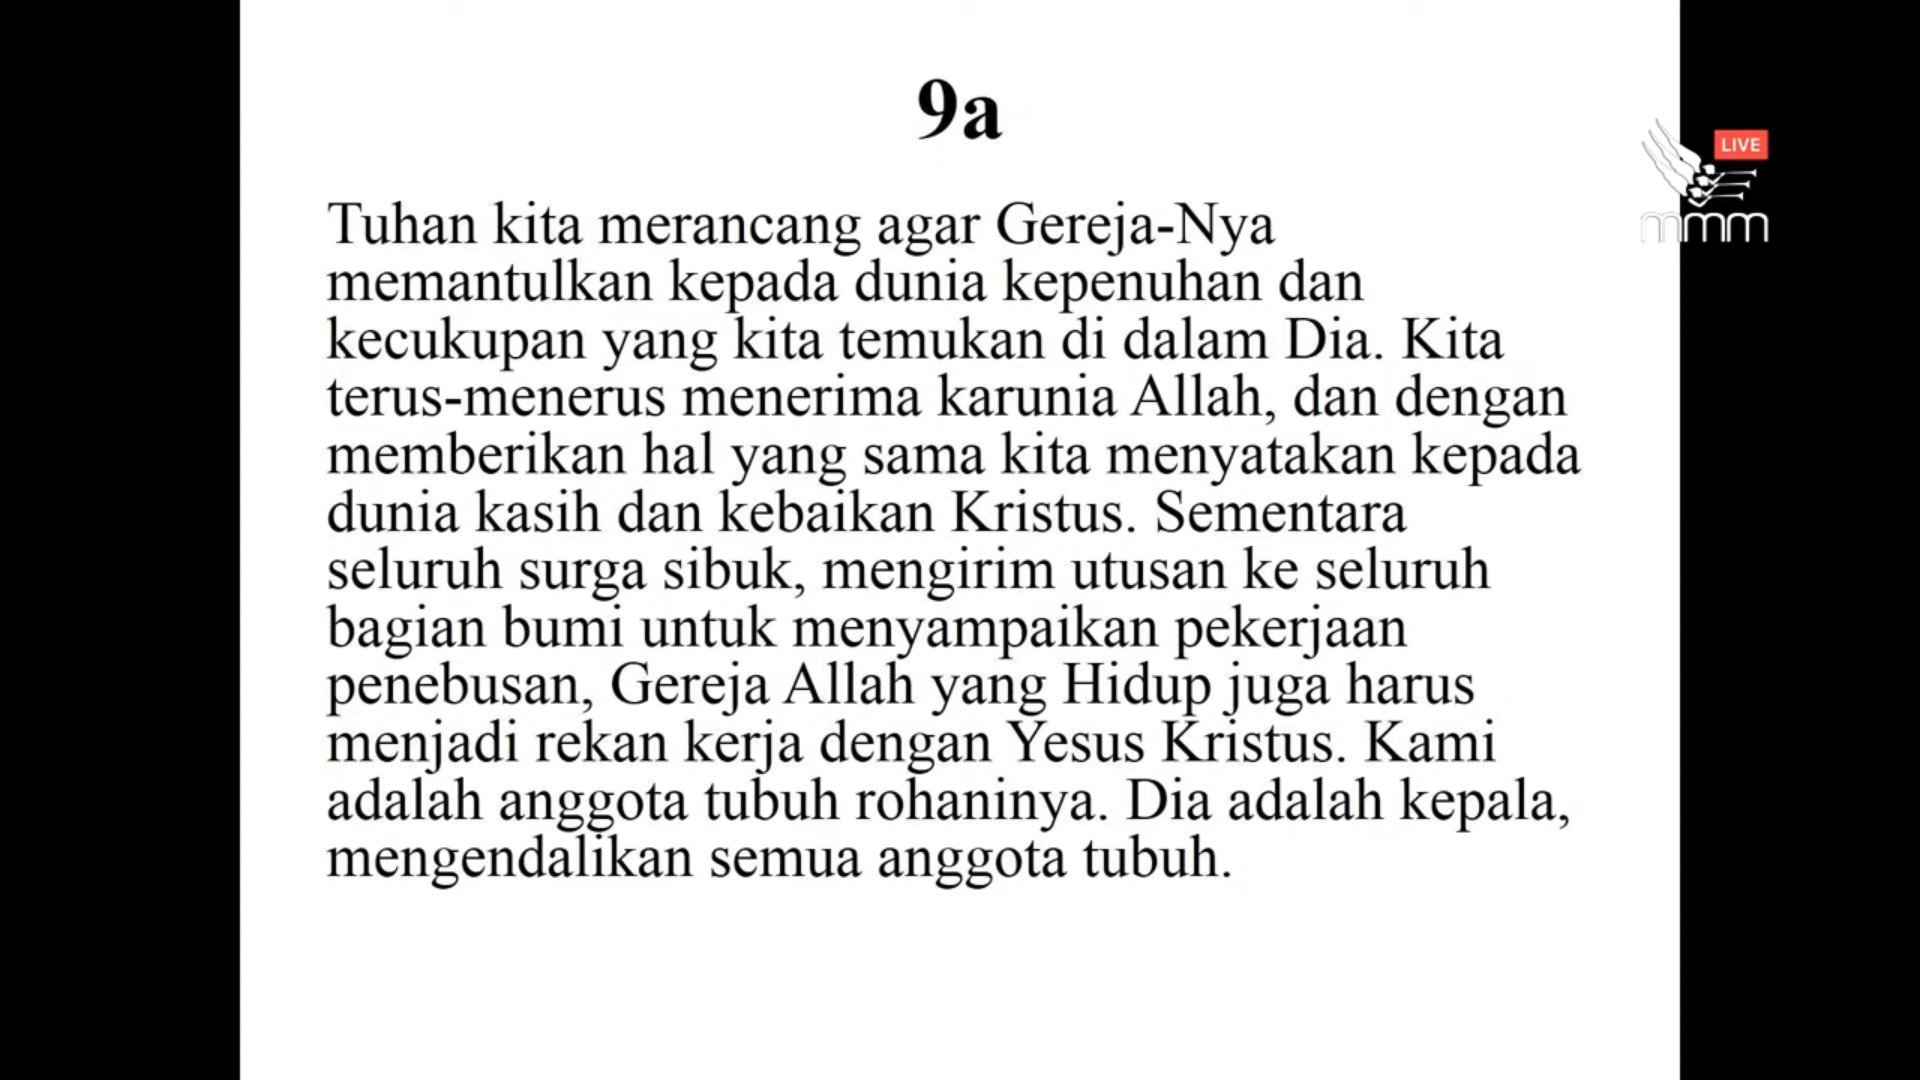 9a
LIVE
mmm
Tuhan kita merancang agar Gereja-Nya
memantulkan kepada dunia kepenuhan dan
kecukupan yang kita temukan di dalam Dia. Kita
terus-menerus menerima karunia Allah, dan dengan
memberikan hal yang sama kita menyatakan kepada
dunia kasih dan kebaikan Kristus. Sementara
seluruh surga sibuk, mengirim utusan ke seluruh
bagian bumi untuk menyampaikan pekerjaan
penebusan, Gereja Allah yang Hidup juga harus
menjadi rekan kerja dengan Yesus Kristus. Kami
adalah anggota tubuh rohaninya. Dia adalah kepala,
mengendalikan semua anggota tubuh.